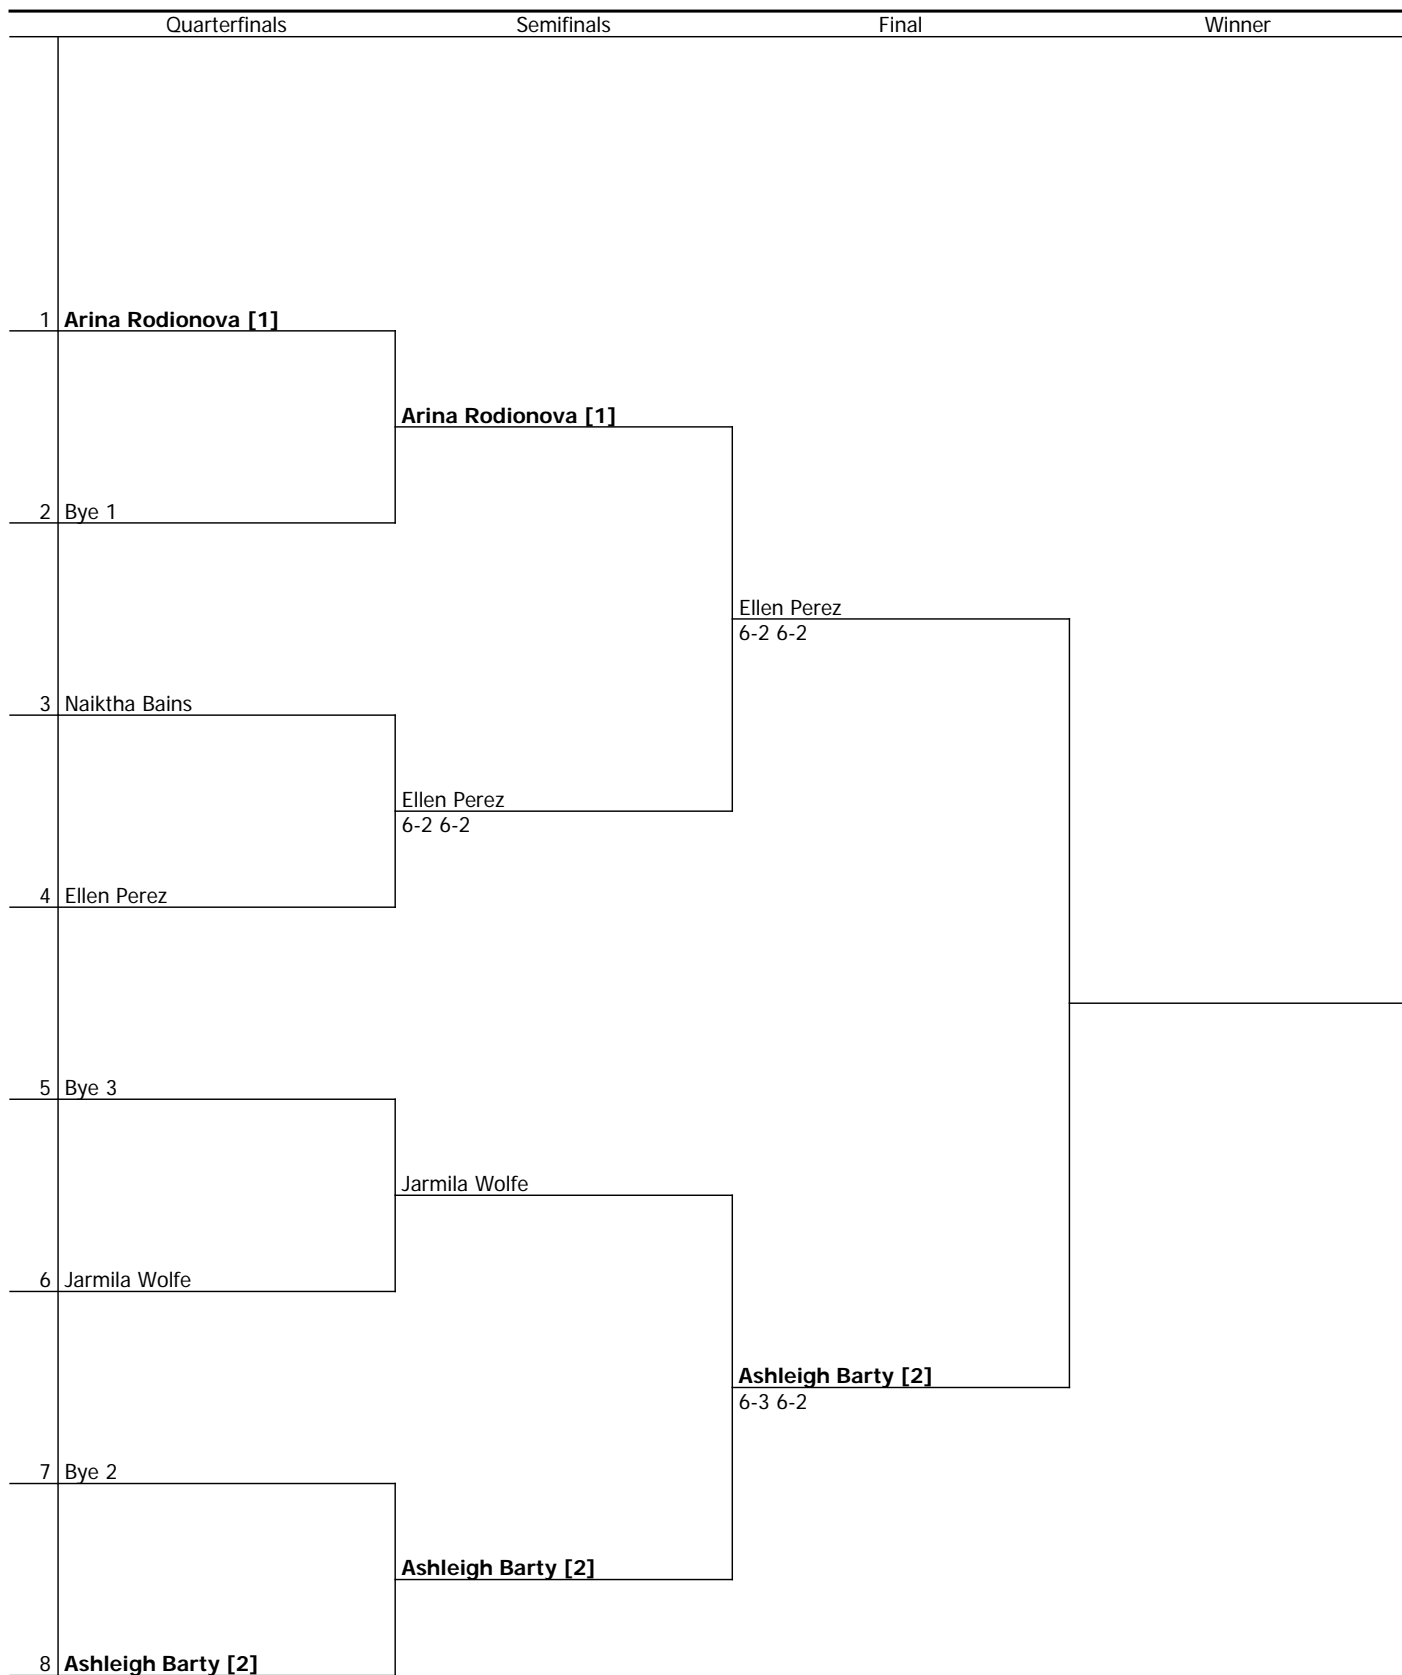 Quarterfinals Semifinals Final Winner
1 Arina Rodionova [1]
Arina Rodionova [1]
2 Bye 1
Ellen Perez
6-2 6-2
3 Naiktha Bains
Ellen Perez
6-2 6-2
4 Ellen Perez
5 Bye 3
Jarmila Wolfe
6 Jarmila Wolfe
Ashleigh Barty [2]
6-3 6-2
7 Bye 2
Ashleigh Barty [2]
8 Ashleigh Barty [2]